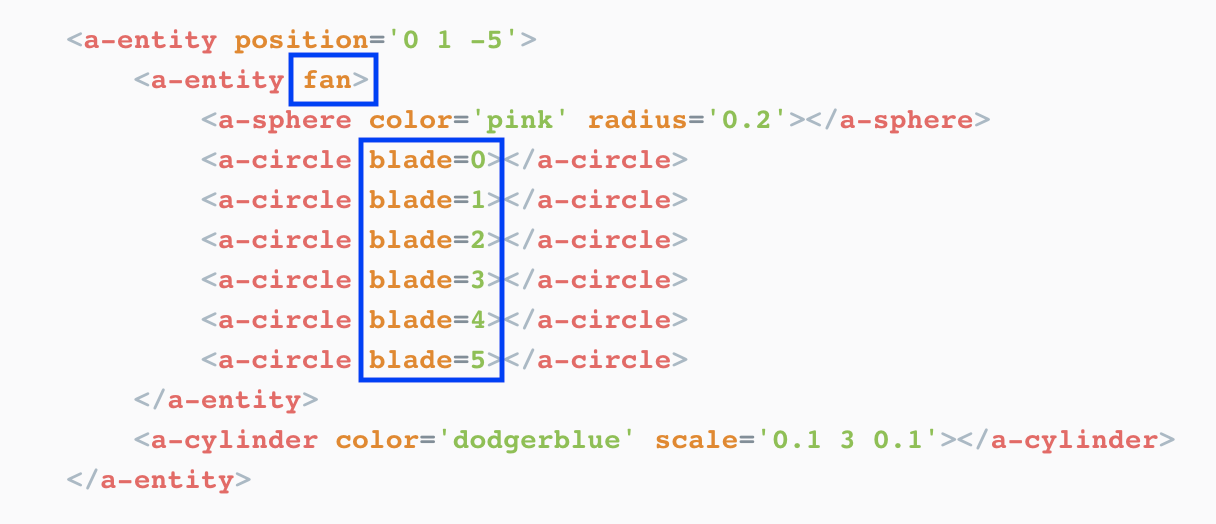 <a-entity position='0 1 -5'>
<a-entity fan>
<a-sphere color='pink' radius='0.2'></a-sphere>
<a-circle blade=0></a-circle>
<a-circle blade=1></a-circle>
<a-circle blade=2></a-circle>
<a-circle blade=3></a-circle>
<a-circle blade=4></a-circle>
<a-circle blade=5></a-circle>
</a-entity>
<a-cylinder color='dodgerblue' scale='0.1 3 0.1'></a-cylinder>
</a-entity>